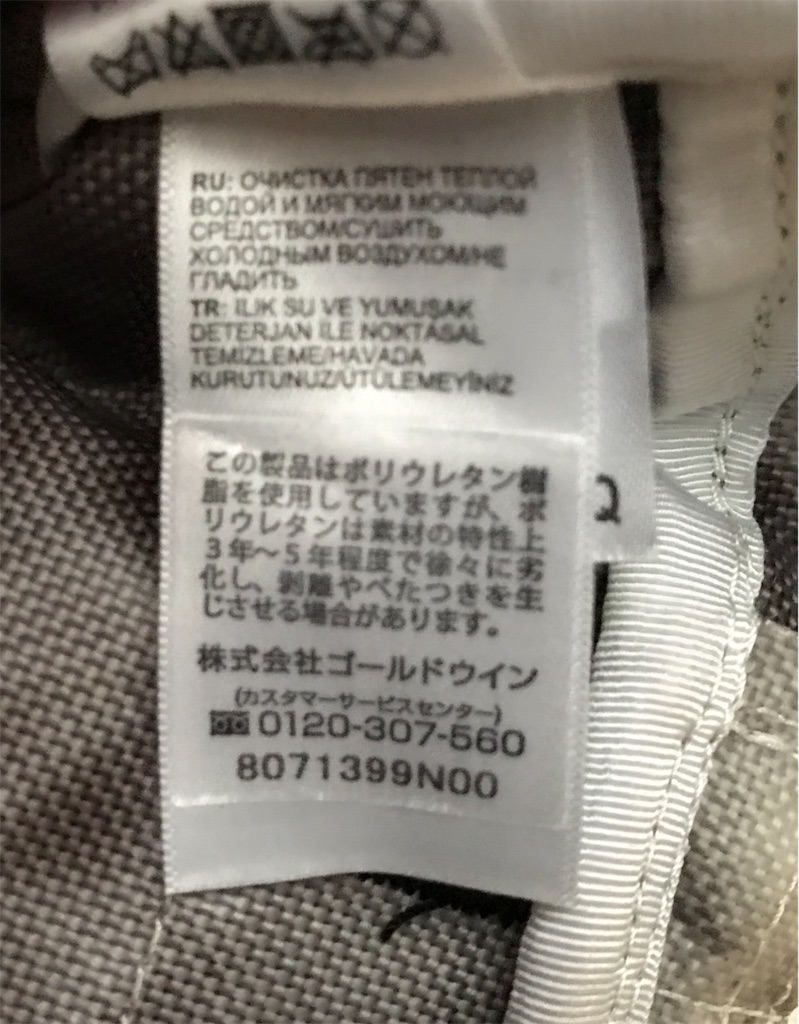 RU: ОЧИСТКА ПЯТЕН ТЕПЛОЙ
ВОДОЙ И МЯГКИМ МОЮЩИМ
СРЕДСТВОМ/СУШИТЬ
ХОЛОДНЫМ ВОЗДУХОМ/НЕ
ГЛАДИТЬ
TR: ILIK SU VE YUMUŞAK
DETERJAN İLE NOKTASAL
TEMİZLEME/HAVADA
KURUTUNUZ/ÜTÜLEMEYİNİZ
この製品はポリウレタン樹
脂を使用していますが、ポ
リウレタンは素材の特性上
3年〜5年程度で徐々に劣
化し、剥離やべたつきを生
じさせる場合があります。
株式会社ゴールドウイン
(カスタマーサービスセンター)
0120-307-560
8071399N00